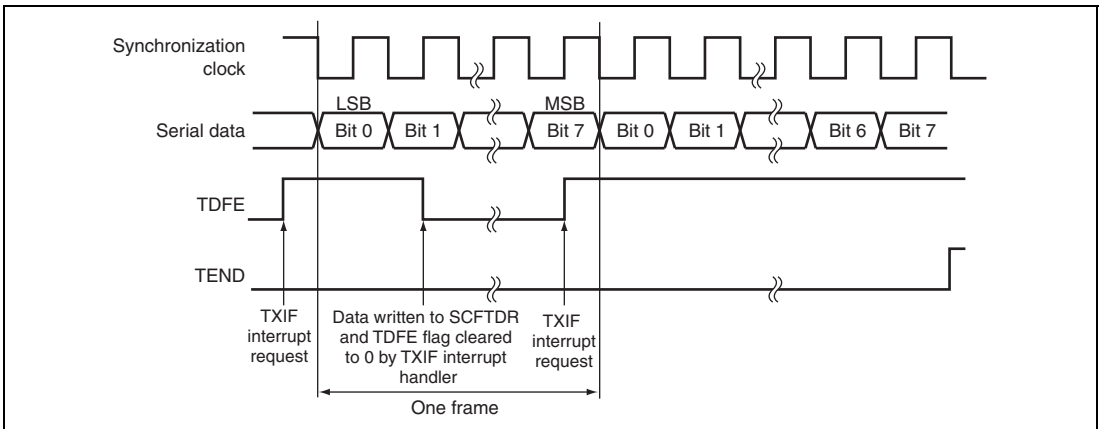 Synchronization
clock
LSB
MSB
Serial data
Bit 0
Bit 1
Bit 7
Bit 0
Bit 1
Bit 6
Bit 7
TDFE
TEND
TXIF
interrupt
request
Data written to SCFTDR
and TDFE flag cleared
to 0 by TXIF interrupt
handler
TXIF
interrupt
request
One frame